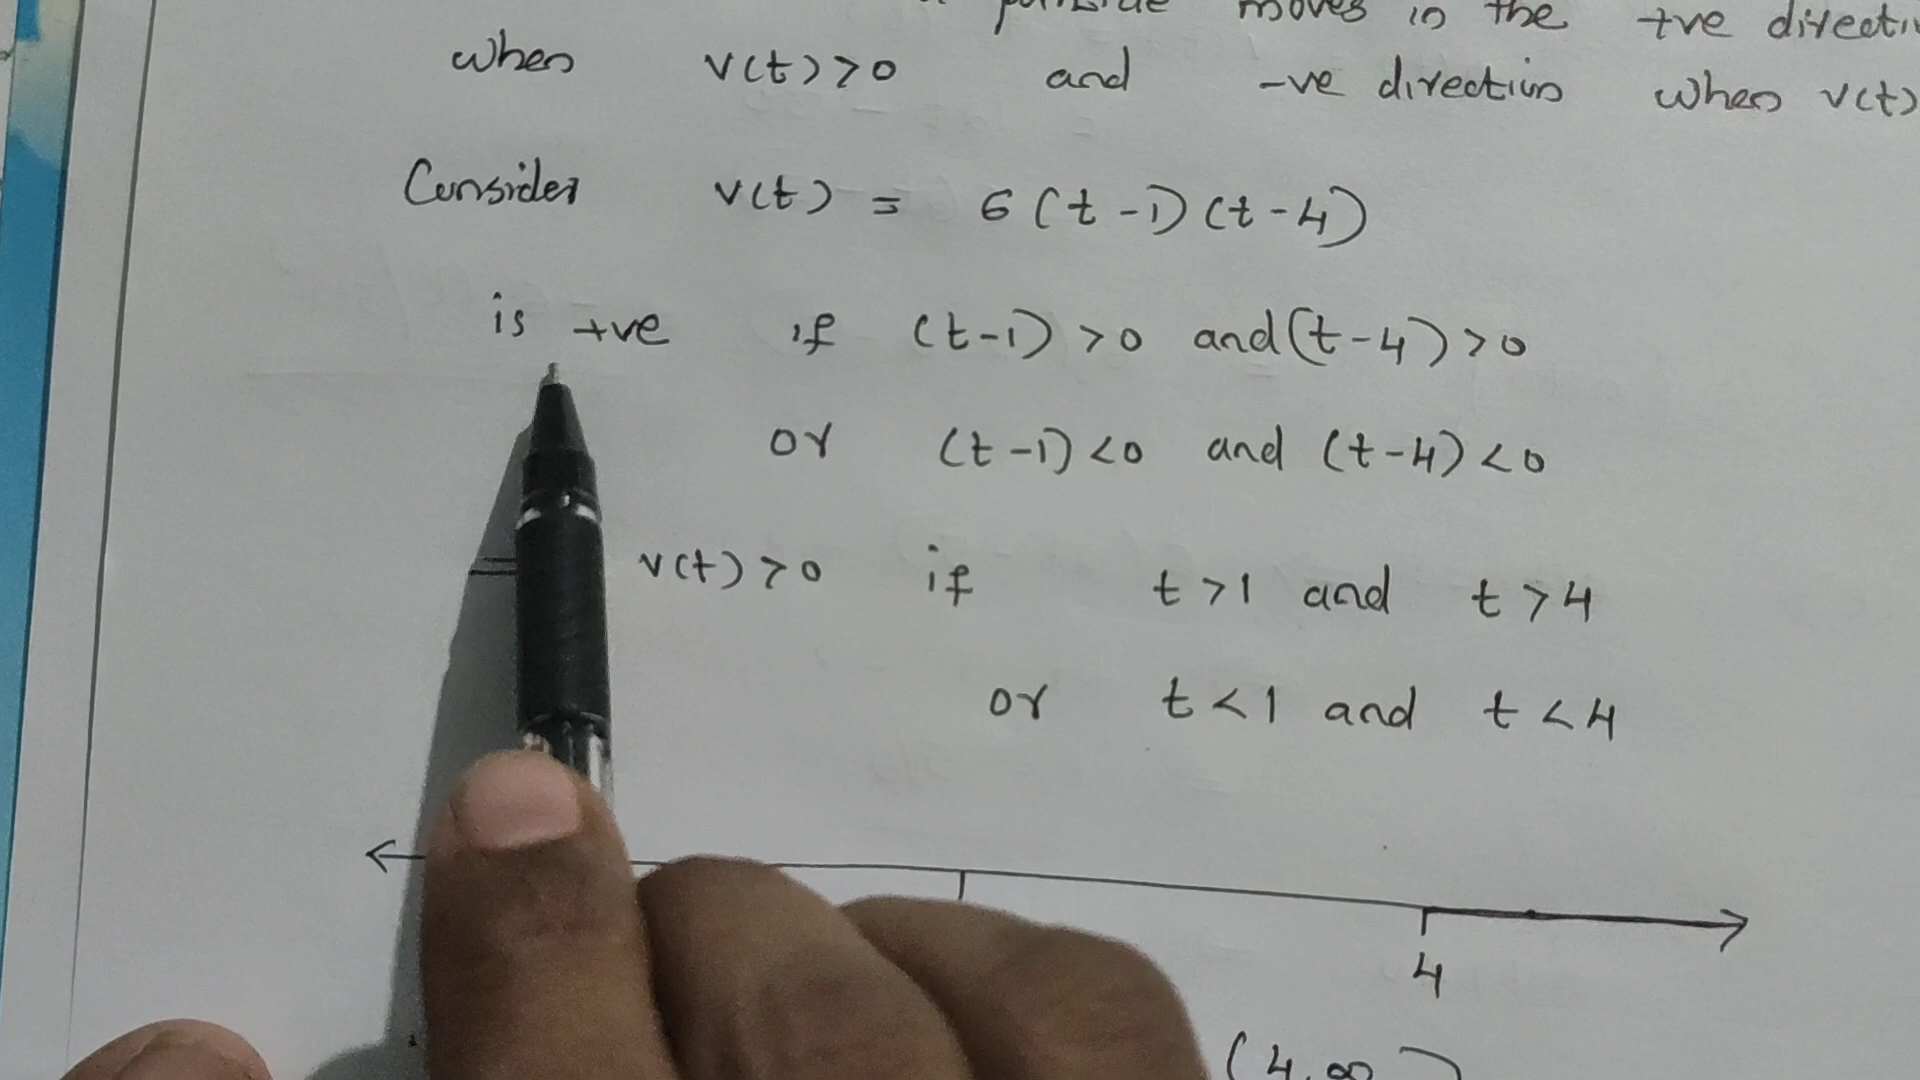 moves in the +ve
when v(t) > 0 and -ve direction when v(t)
Consider v(t) = 6 (t-1) (t-4)
is +ve if (t-1) > 0 and (t-4) > 0
or (t-1) < 0 and (t-4) < 0
v(t) > 0 if t > 1 and t > 4
or t < 1 and t < 4
4
(4, ∞)